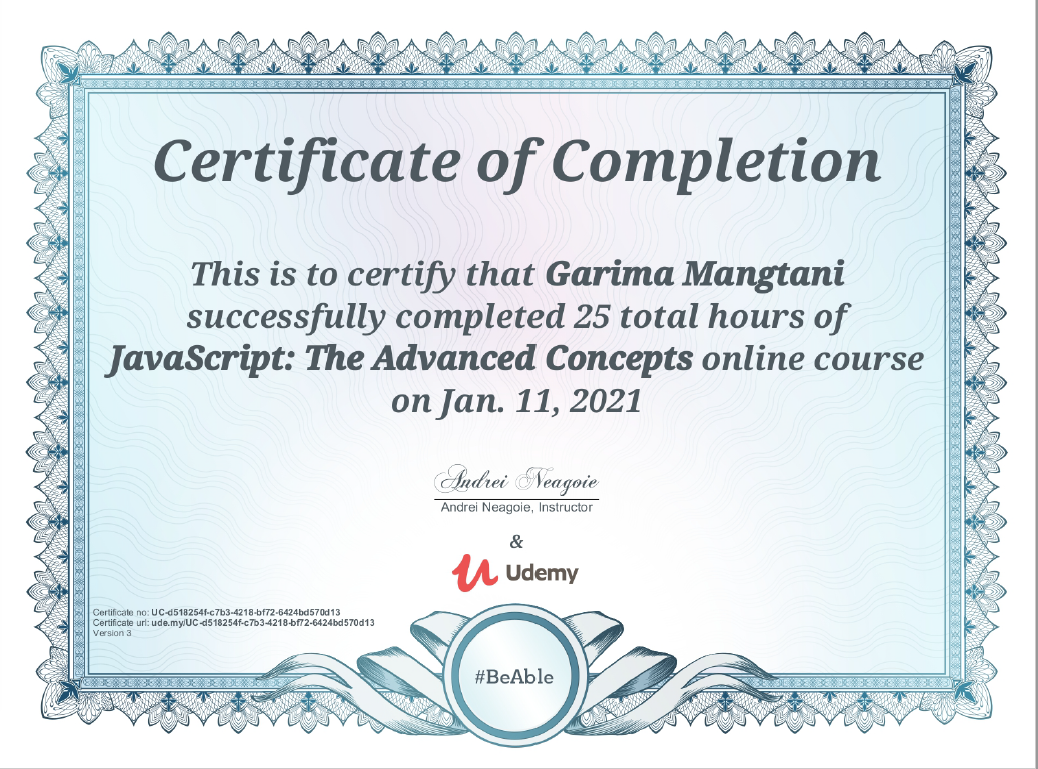 Certificate of Completion
This is to certify that Garima Mangtani
successfully completed 25 total hours of
JavaScript: The Advanced Concepts online course
on Jan. 11, 2021
Andrei Neagoie
Andrei Neagoie, Instructor
&
Udemy
Certificate no: UC-d518254f-c7b3-4218-bf72-6424bd570d13
Certificate url: ude.my/UC-d518254f-c7b3-4218-bf72-6424bd570d13
Version 3
#BeAble